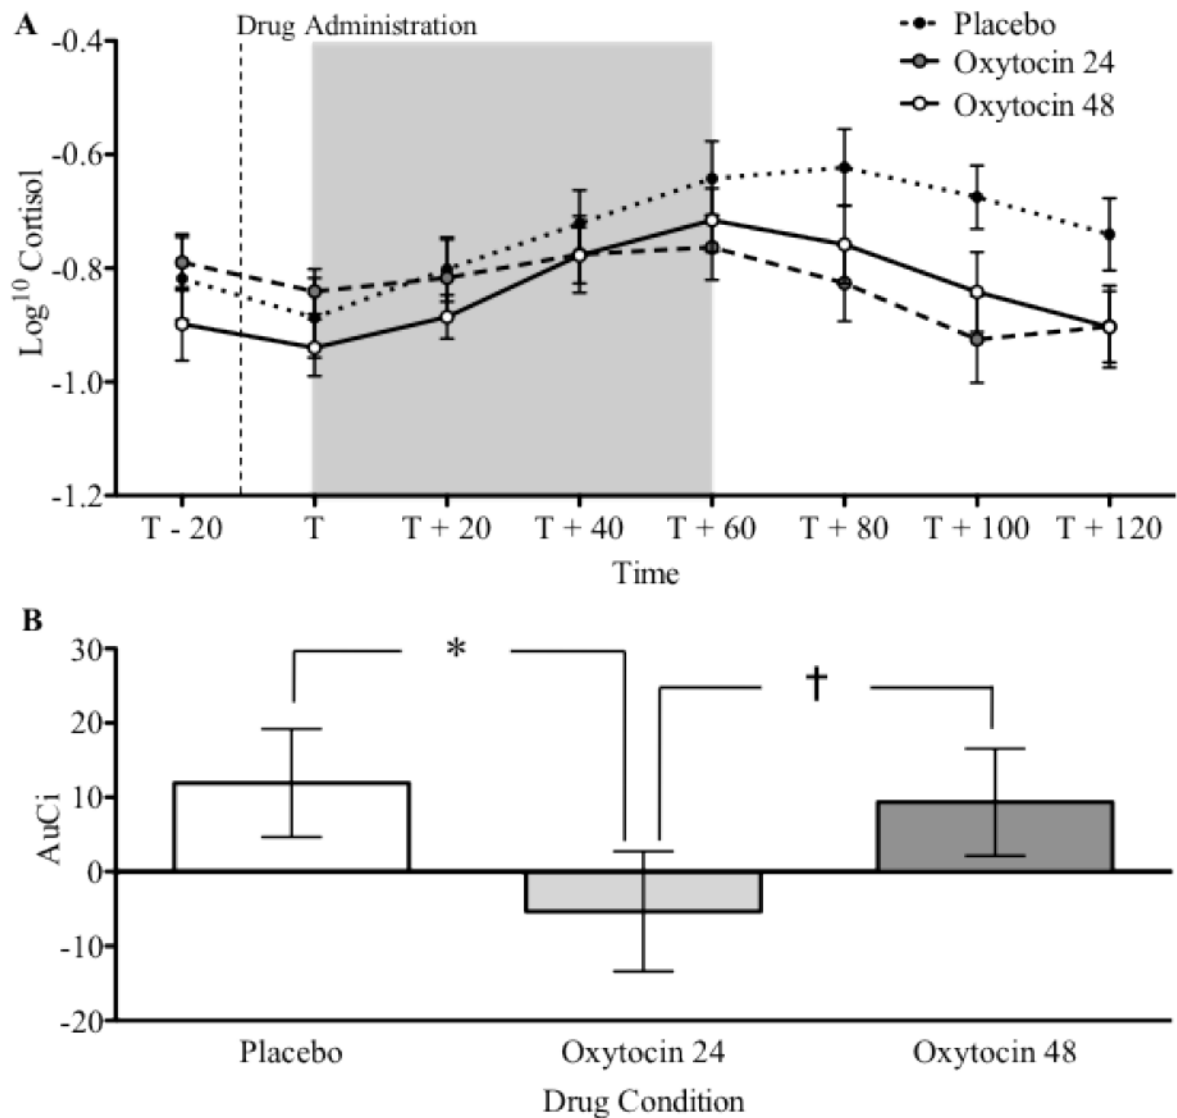 A
Drug Administration
Placebo
Oxytocin 24
Oxytocin 48
Log10 Cortisol
-0.4
-0.6
-0.8
-1.0
-1.2
T - 20
T
T + 20
T + 40
T + 60
T + 80
T + 100
T + 120
Time
B
AuCi
30
20
10
0
-10
-20
*
†
Placebo
Oxytocin 24
Oxytocin 48
Drug Condition